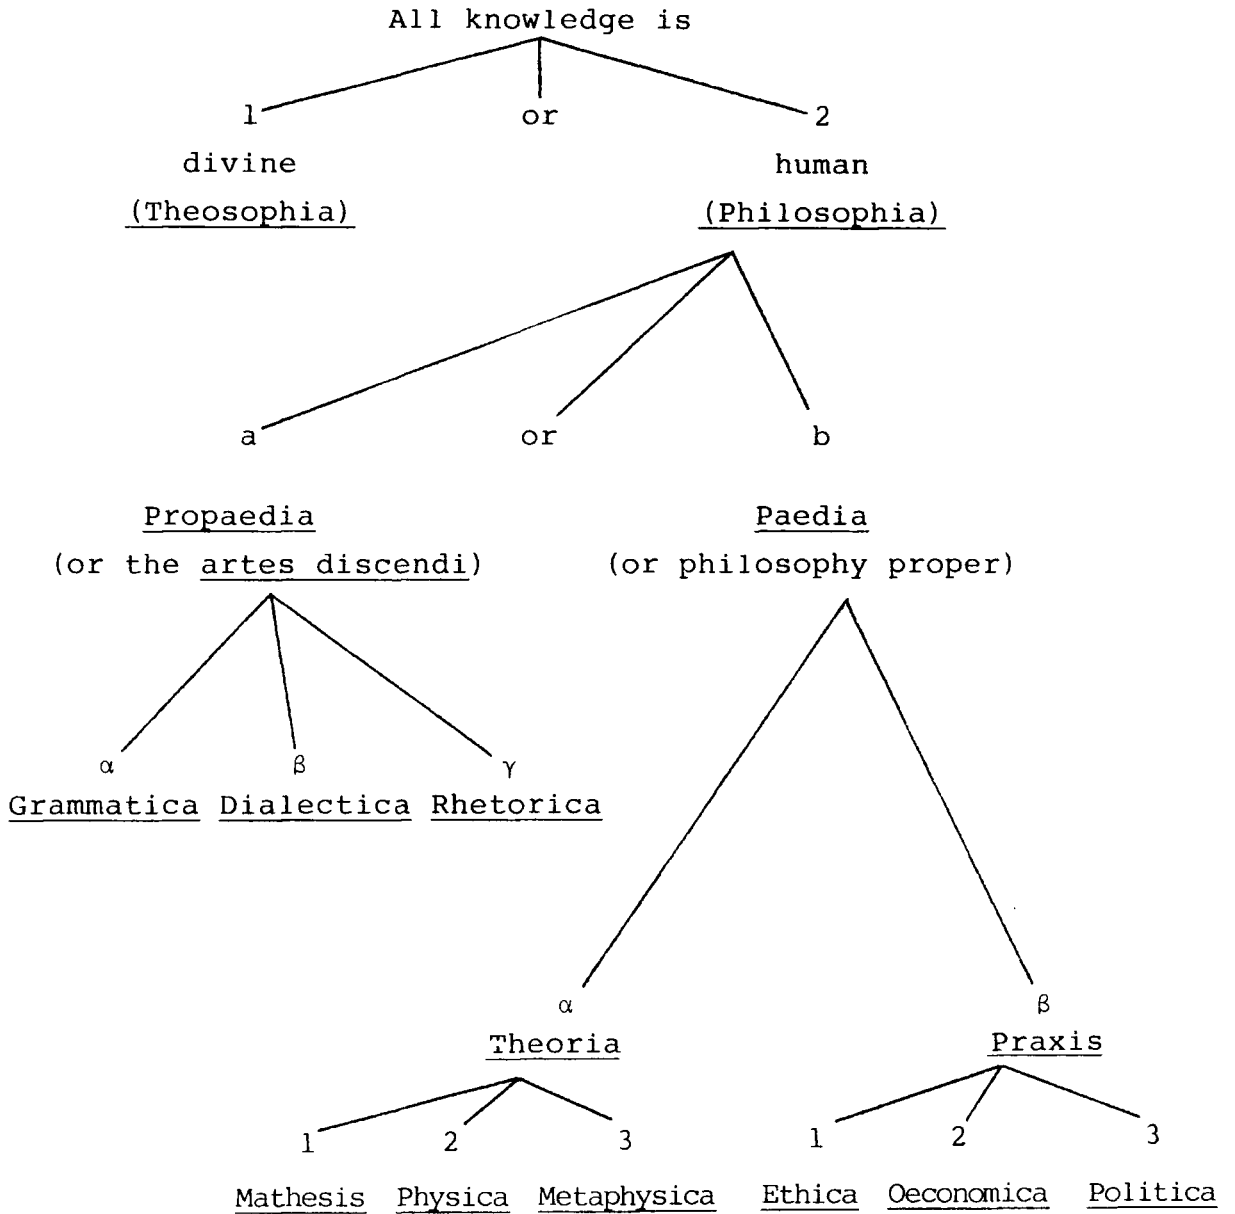 All knowledge is
1 or 2
divine human
(Theosophia) (Philosophia)
a or b
Propaedia Paedia
(or the artes discendi) (or philosophy proper)
α β γ
Grammatica Dialectica Rhetorica
α β
Theoria Praxis
1 2 3 1 2 3
Mathesis Physica Metaphysica Ethica Oeconomica Politica